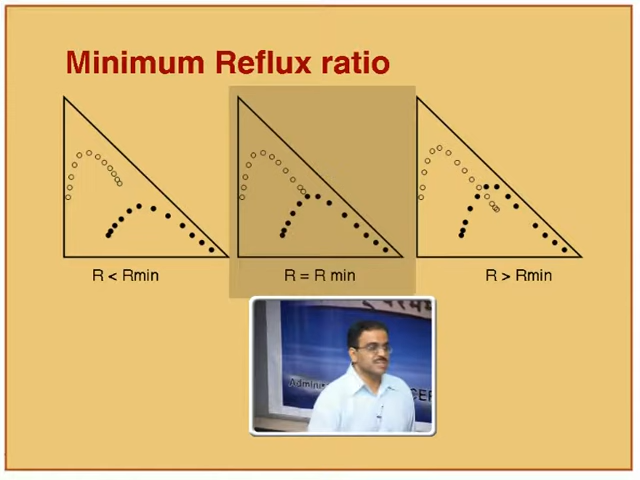 Minimum Reflux ratio
R < Rmin
R = R min
R > Rmin